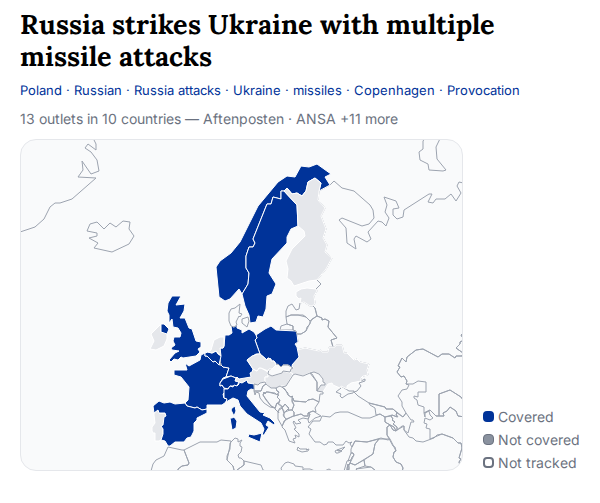 Russia strikes Ukraine with multiple
missile attacks
Poland · Russian · Russia attacks · Ukraine · missiles · Copenhagen · Provocation
13 outlets in 10 countries — Aftenposten · ANSA +11 more
Covered
Not covered
Not tracked